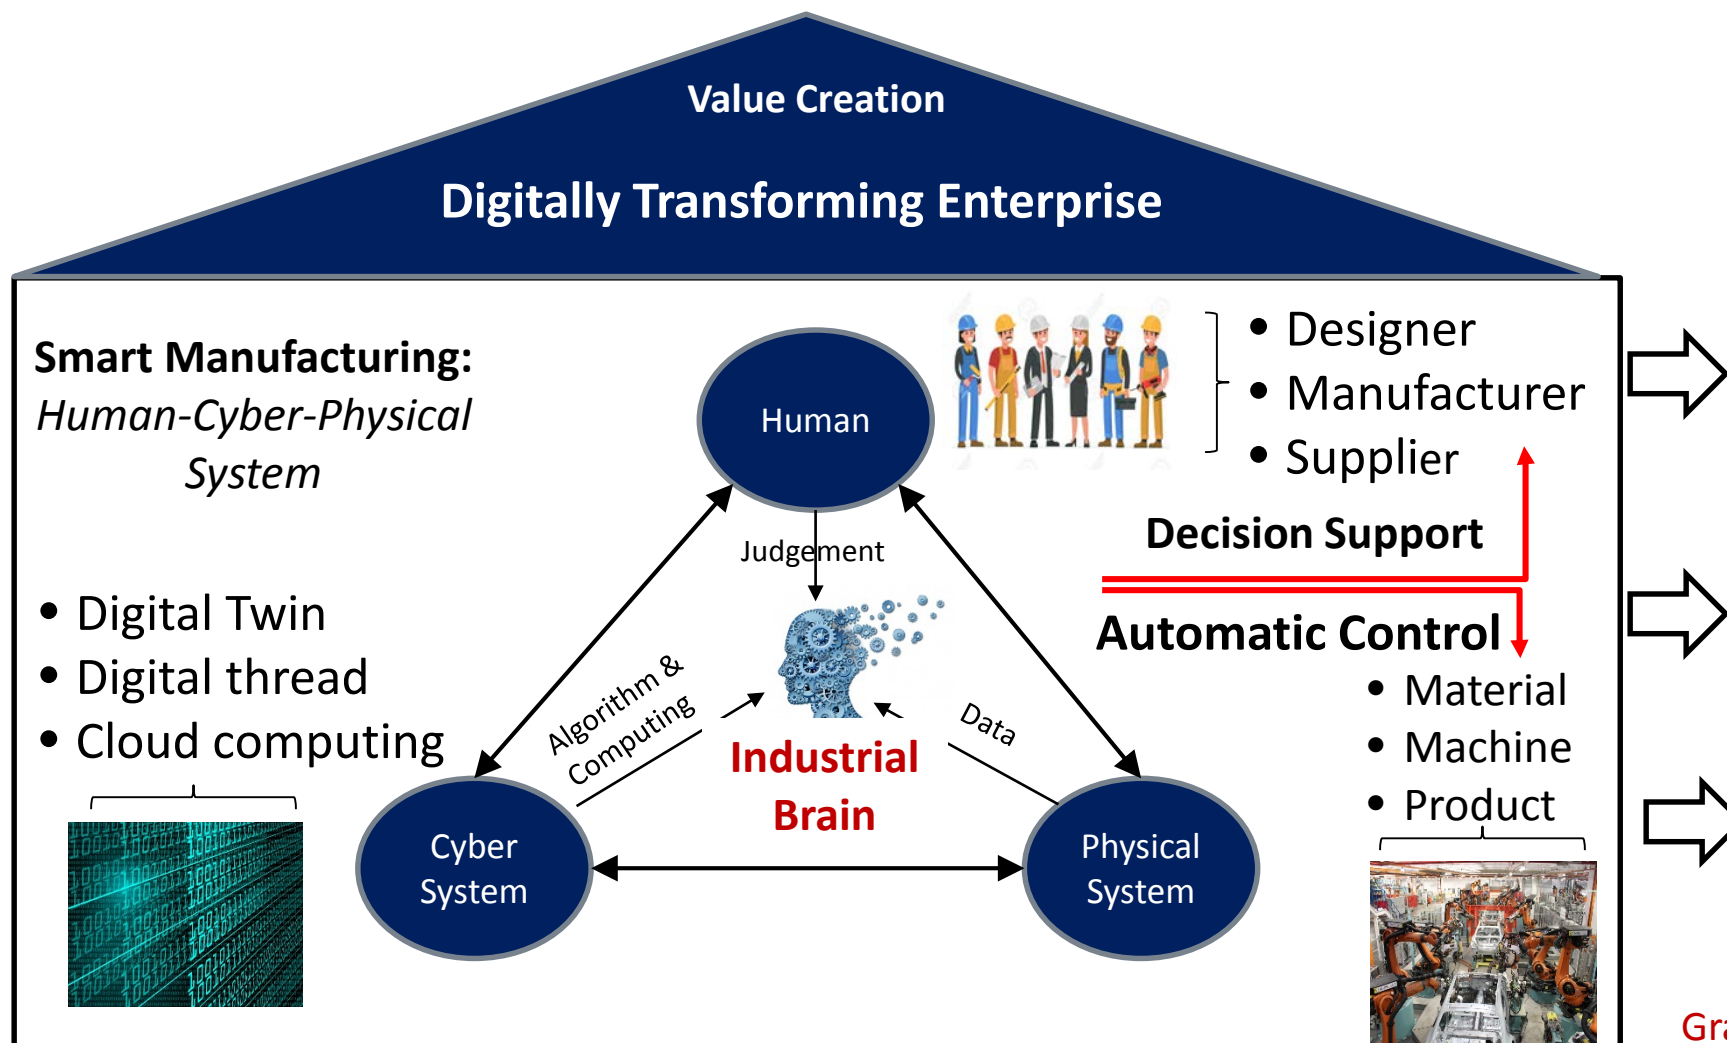 Value Creation
Digitally Transforming Enterprise
Smart Manufacturing:
Human-Cyber-Physical
System
Human
• Designer
• Manufacturer
• Supplier
Decision Support
Automatic Control
• Material
• Machine
• Product
Judgement
• Digital Twin
• Digital thread
• Cloud computing
Algorithm &
Computing
Data
Industrial
Brain
Cyber
System
Physical
System